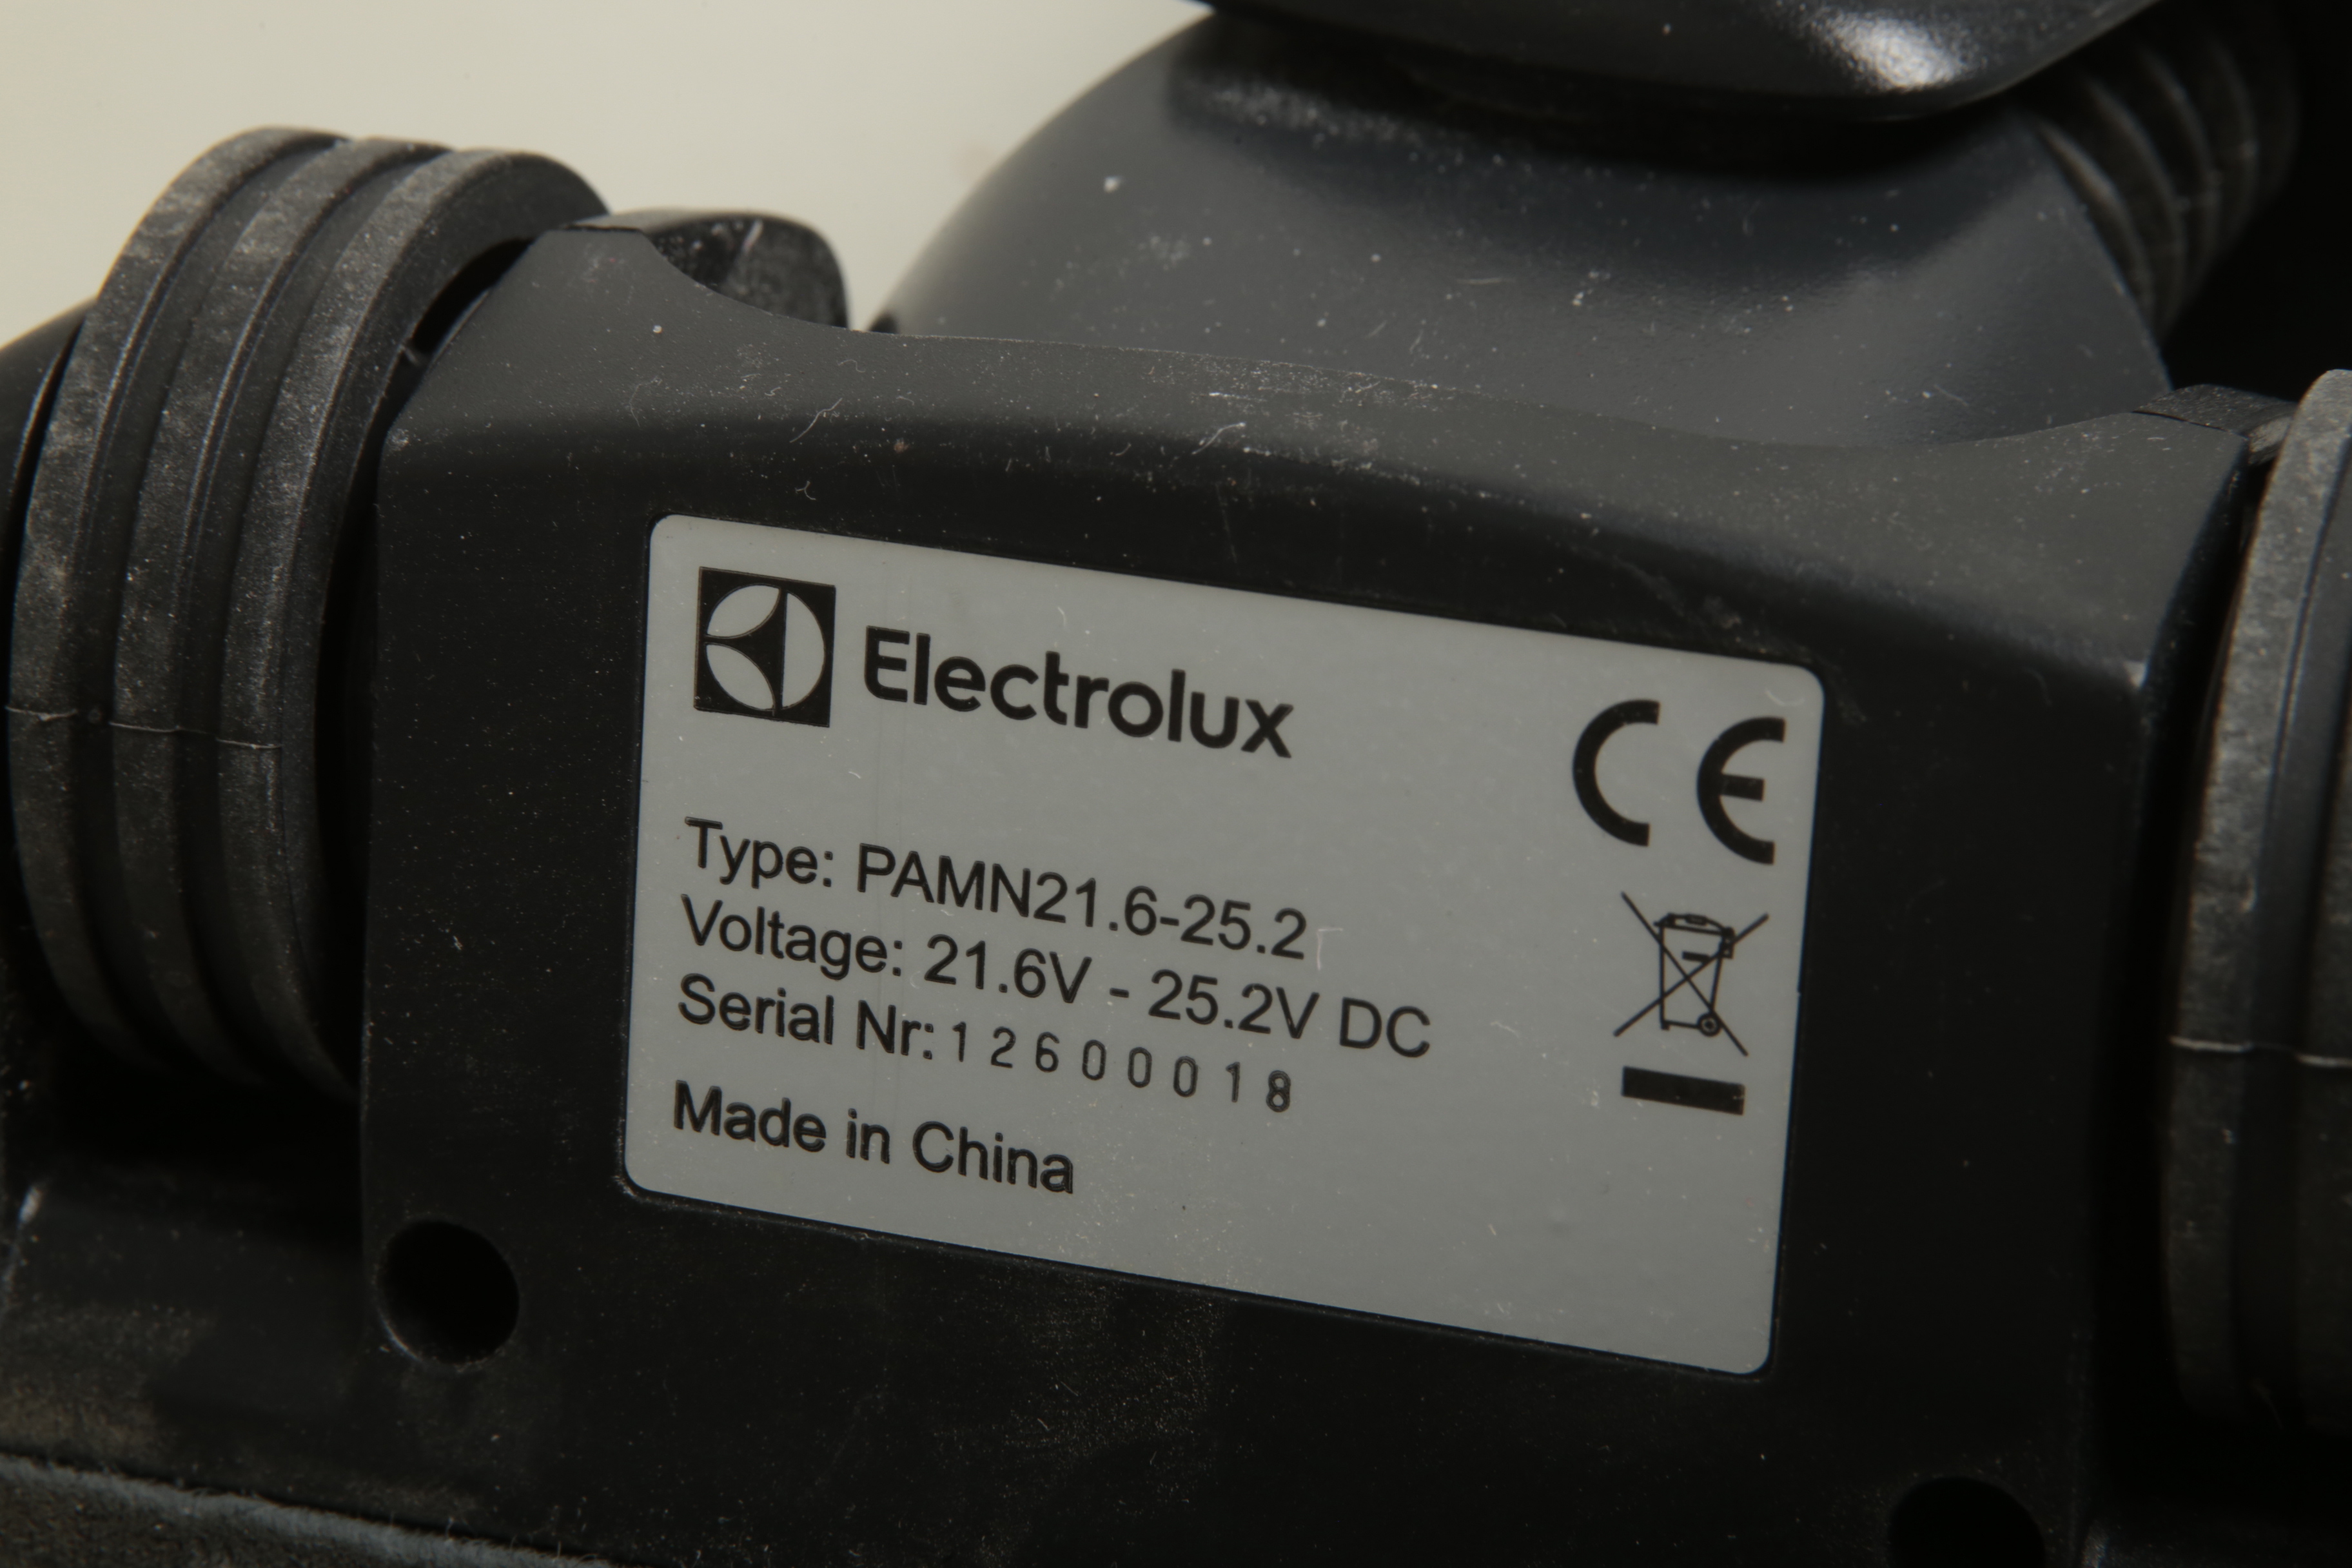 Electrolux
CE
Type: PAMN21.6-25.2
Voltage: 21.6V - 25.2V DC
Serial Nr: 12600018
Made in China